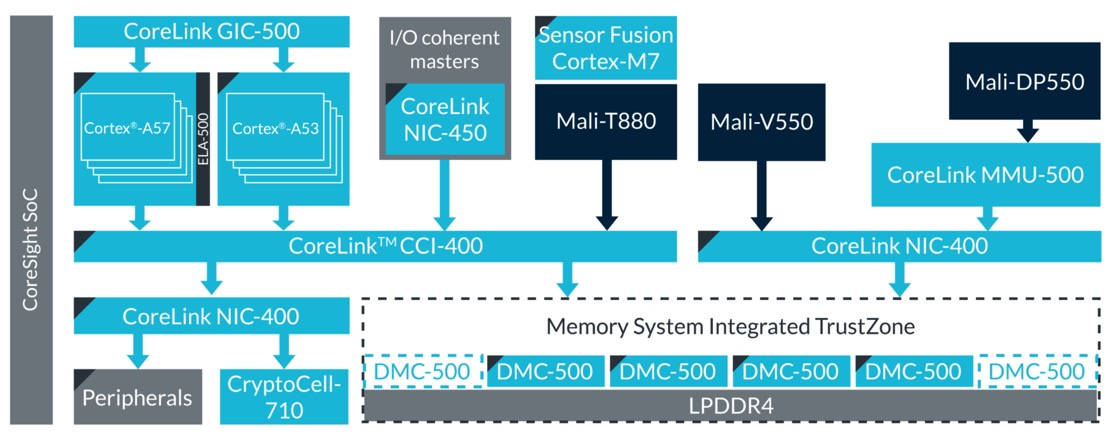 CoreSight SoC
CoreLink GIC-500
Cortex®-A57
ELA-500
Cortex®-A53
I/O coherent
masters
CoreLink
NIC-450
Sensor Fusion
Cortex-M7
Mali-T880
Mali-V550
Mali-DP550
CoreLink MMU-500
CoreLink™ CCI-400
CoreLink NIC-400
CoreLink NIC-400
Peripherals
CryptoCell-
710
Memory System Integrated TrustZone
DMC-500 DMC-500 DMC-500 DMC-500 DMC-500 DMC-500
LPDDR4